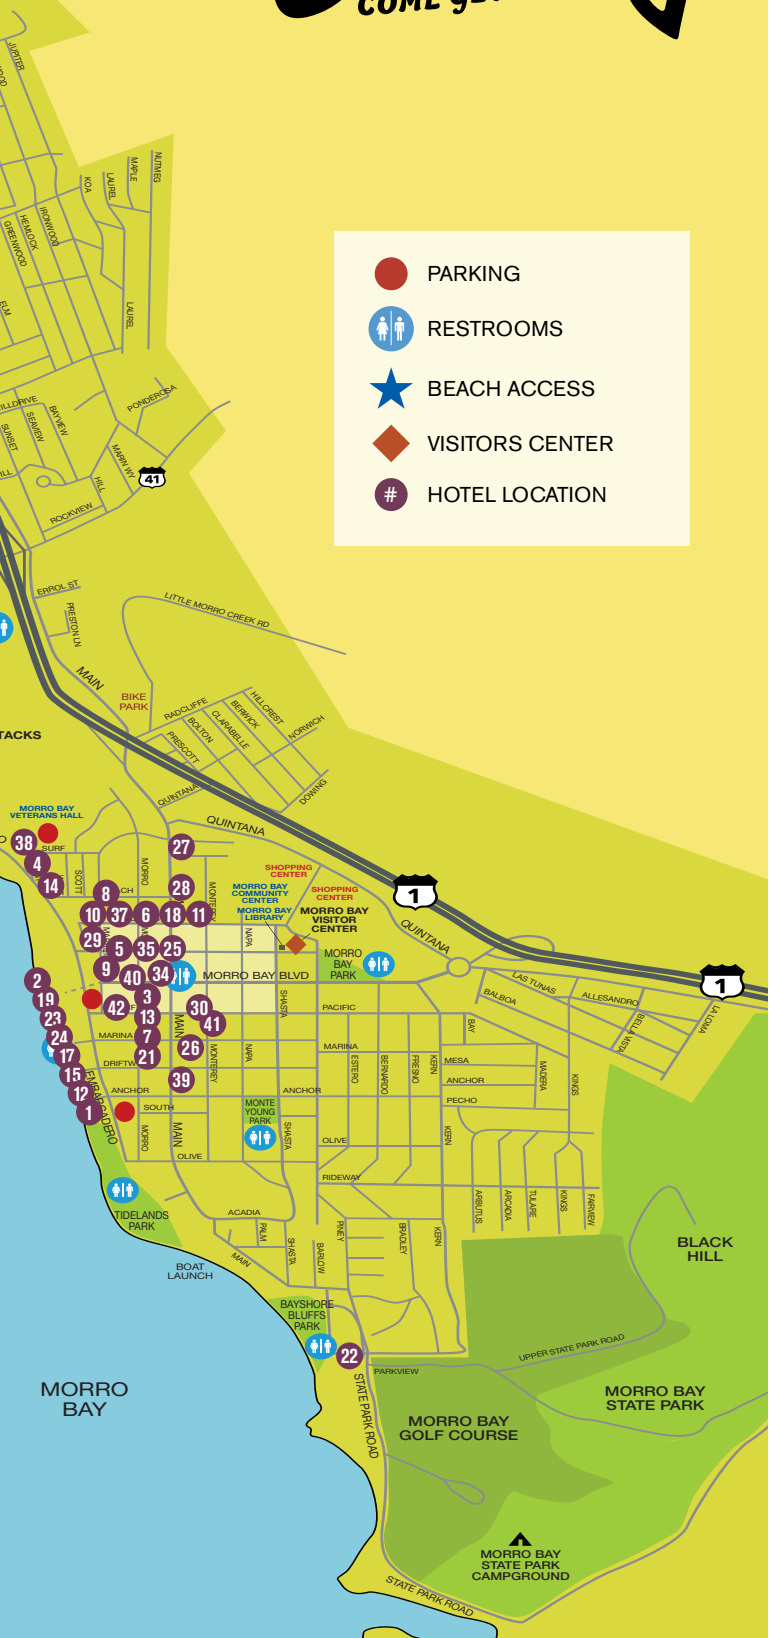 COME
JUPITER
NUTMEG
MAPLE
LAUREL
KOA
IRONWOOD
HEMLOCK
GREENWOOD
LAUREL
ELM
PARKING
RESTROOMS
BEACH ACCESS
VISITORS CENTER
# HOTEL LOCATION
PONDEROSA
BAYVIEW
SEAVIEW
SUNSET
MARIN WY
41
HILL
ROCKVIEW
ERROL ST
PRESTON LN
LITTLE MORRO CREEK RD
MAIN
BIKE
PARK
RADCLIFFE
HILLCREST
BERWICK
CLARABELLE
BOLTON
PRESCOTT
NORWICH
TACKS
QUINTANA
DOWING
MORRO BAY
VETERANS HALL
QUINTANA
38
SURF
27
4
14
SCOTT
MORRO
SHOPPING
CENTER
1
8
28
MONTEREY
MORRO BAY
COMMUNITY
CENTER
SHOPPING
CENTER
10
37
6
18
11
MORRO BAY
LIBRARY
MORRO BAY
VISITOR
CENTER
QUINTANA
29
5
35
25
NAPA
MORRO
BAY
PARK
9
40
34
MORRO BAY BLVD
2
19
3
SHASTA
LAS TUNAS
ALLESANDRO
BALBOA
1
LA LOMA
BELLA VISTA
42
13
30
PACIFIC
BAY
23
41
MAIN
24
MARINA
7
26
MARINA
17
21
MONTEREY
NAPA
ESTERO
BERNARDO
FRESNO
KERN
MESA
MADERA
KINGS
15
39
ANCHOR
ANCHOR
ANCHOR
12
1
EMBARCADERO
SOUTH
MONTE
YOUNG
PARK
PECHO
MORRO
MAIN
SHASTA
OLIVE
KERN
OLIVE
RIDEWAY
TIDELANDS
PARK
ACADIA
ARBUTUS
ARCADIA
TULARE
KINGS
FAIRVIEW
PALM
SHASTA
BARLOW
PINEY
BRADLEY
KERN
MAIN
BOAT
LAUNCH
BLACK
HILL
BAYSHORE
BLUFFS
PARK
22
PARKVIEW
UPPER STATE PARK ROAD
MORRO
BAY
STATE PARK ROAD
MORRO BAY
GOLF COURSE
MORRO BAY
STATE PARK
MORRO BAY
STATE PARK
CAMPGROUND
STATE PARK ROAD